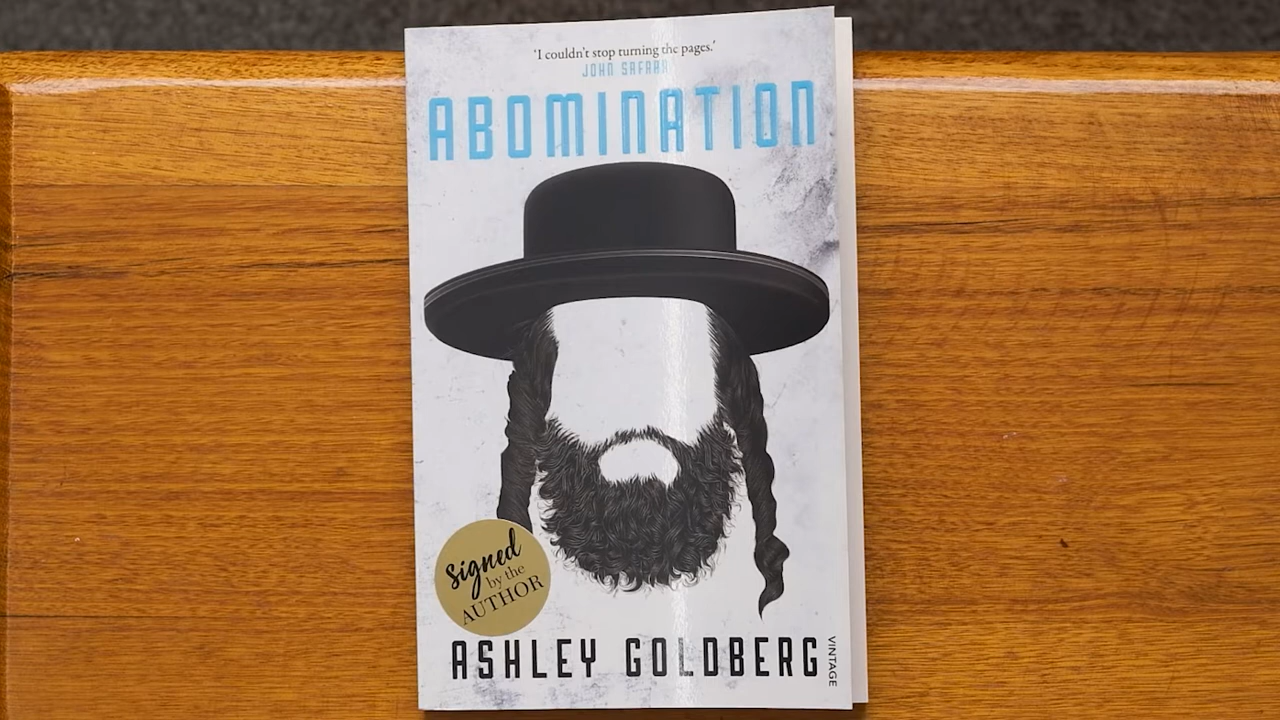 'I couldn't stop turning the pages.'
JOHN SAFRAN
ABOMINATION
signed
by the
AUTHOR
ASHLEY GOLDBERG
VINTAGE